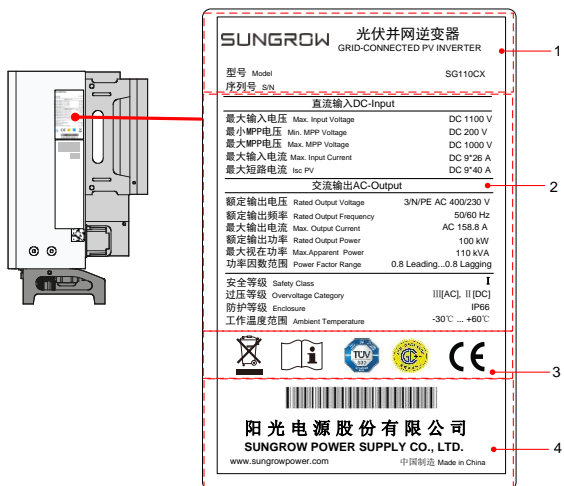 SUNGROW
光伏并网逆变器
GRID-CONNECTED PV INVERTER
型号 Model SG110CX
序列号 S/N
1
直流输入DC-Input
最大输入电压 Max. Input Voltage DC 1100 V
最小MPP电压 Min. MPP Voltage DC 200 V
最大MPP电压 Max. MPP Voltage DC 1000 V
最大输入电流 Max. Input Current DC 9*26 A
最大短路电流 Isc PV DC 9*40 A
交流输出AC-Output
2
额定输出电压 Rated Output Voltage 3/N/PE AC 400/230 V
额定输出频率 Rated Output Frequency 50/60 Hz
最大输出电流 Max. Output Current AC 158.8 A
额定输出功率 Rated Output Power 100 kW
最大视在功率 Max.Apparent Power 110 kVA
功率因数范围 Power Factor Range 0.8 Leading...0.8 Lagging
安全等级 Safety Class I
过压等级 Overvoltage Category III[AC], II[DC]
防护等级 Enclosure IP66
工作温度范围 Ambient Temperature -30℃ ... +60℃
i
TÜV
CE
3
阳光电源股份有限公司
SUNGROW POWER SUPPLY CO., LTD.
4
www.sungrowpower.com 中国制造 Made in China